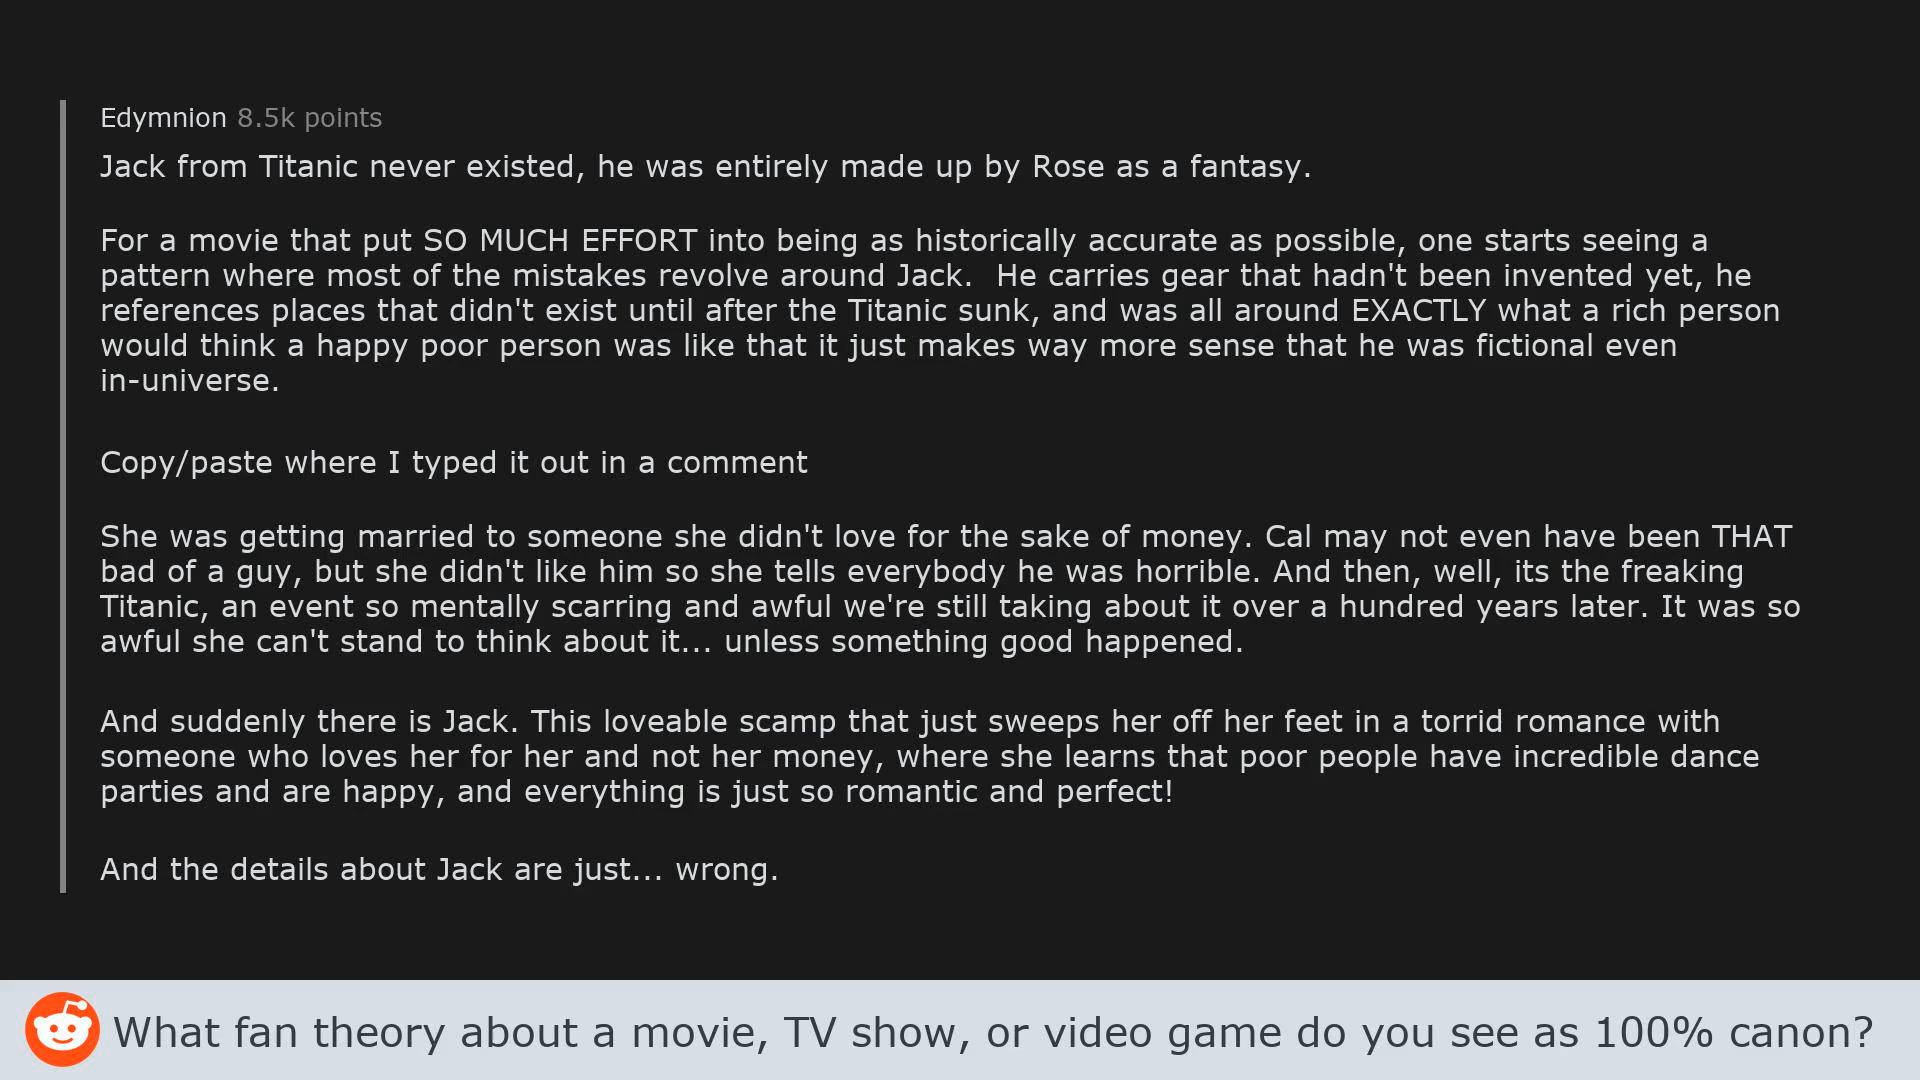 Edymnion 8.5k points
Jack from Titanic never existed, he was entirely made up by Rose as a fantasy.
For a movie that put SO MUCH EFFORT into being as historically accurate as possible, one starts seeing a
pattern where most of the mistakes revolve around Jack.  He carries gear that hadn't been invented yet, he
references places that didn't exist until after the Titanic sunk, and was all around EXACTLY what a rich person
would think a happy poor person was like that it just makes way more sense that he was fictional even
in-universe.
Copy/paste where I typed it out in a comment
She was getting married to someone she didn't love for the sake of money. Cal may not even have been THAT
bad of a guy, but she didn't like him so she tells everybody he was horrible. And then, well, its the freaking
Titanic, an event so mentally scarring and awful we're still taking about it over a hundred years later. It was so
awful she can't stand to think about it... unless something good happened.
And suddenly there is Jack. This loveable scamp that just sweeps her off her feet in a torrid romance with
someone who loves her for her and not her money, where she learns that poor people have incredible dance
parties and are happy, and everything is just so romantic and perfect!
And the details about Jack are just... wrong.
What fan theory about a movie, TV show, or video game do you see as 100% canon?